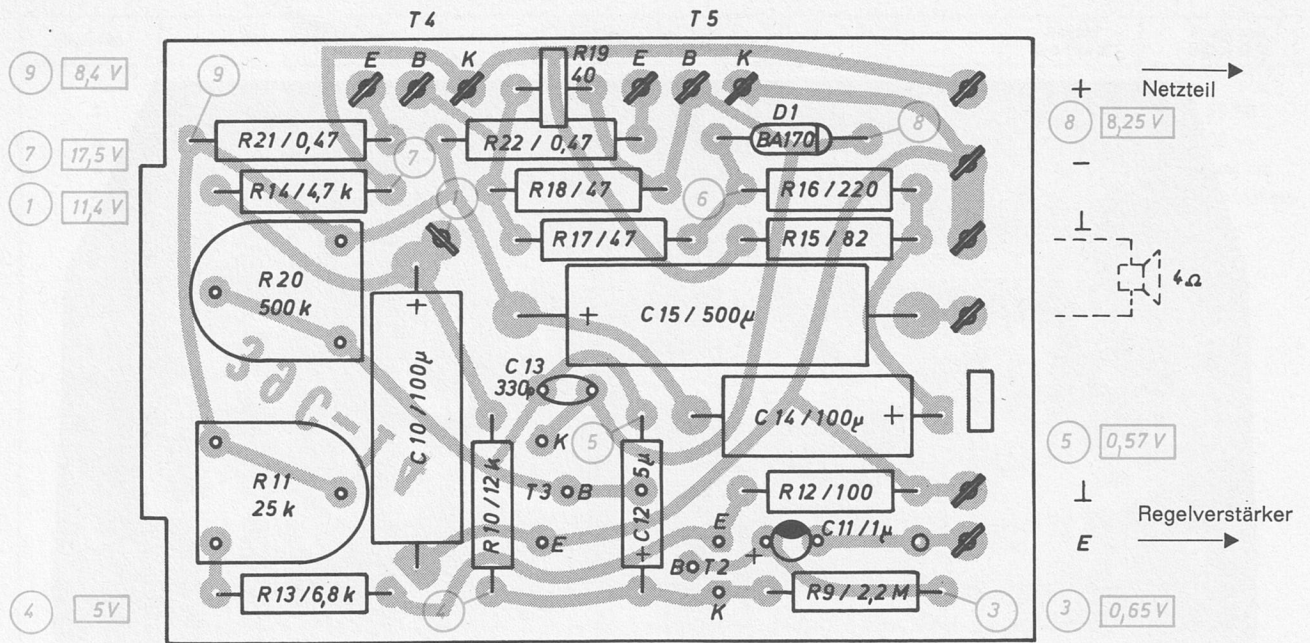 T4
T5
9
8,4 V
9
E
B
K
R19
40
E
B
K
+
Netzteil
D1
8
8
8,25 V
BA170
7
17,5 V
R21/0,47
7
R22/0,47
−
R14/4,7 k
R18/47
6
R16/220
1
11,4 V
1
R17/47
R15/82
⊥
R20
500 k
+
+
C15/500µ
4Ω
C13
330p
C10/100µ
C14/100µ
+
K
5
5
0,57 V
R11
25 k
R10/12 k
T3
B
C12
5µ
+
R12/100
⊥
E
E
C11/1µ
+
Regelverstärker
E
B
T2
R13/6,8 k
K
R9/2,2 M
4
5V
4
3
3
0,65 V